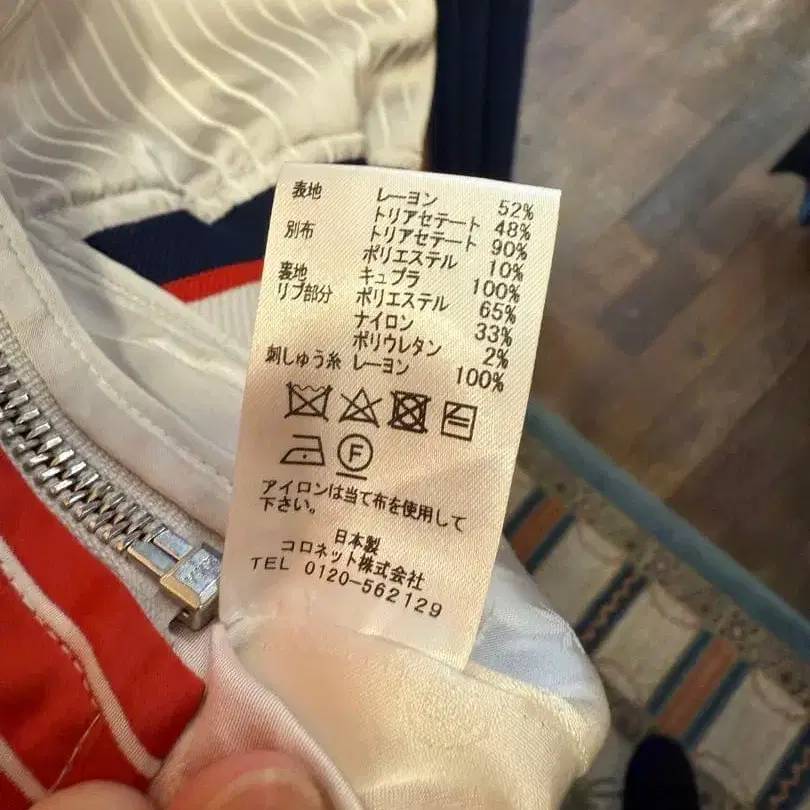 表地 レーヨン 52%
トリアセテート 48%
別布 トリアセテート 90%
ポリエステル 10%
裏地 キュプラ 100%
リブ部分 ポリエステル 65%
ナイロン 33%
ポリウレタン 2%
刺しゅう糸 レーヨン 100%
F
アイロンは当て布を使用して
下さい。
日本製
コロネット株式会社
TEL 0120-562129